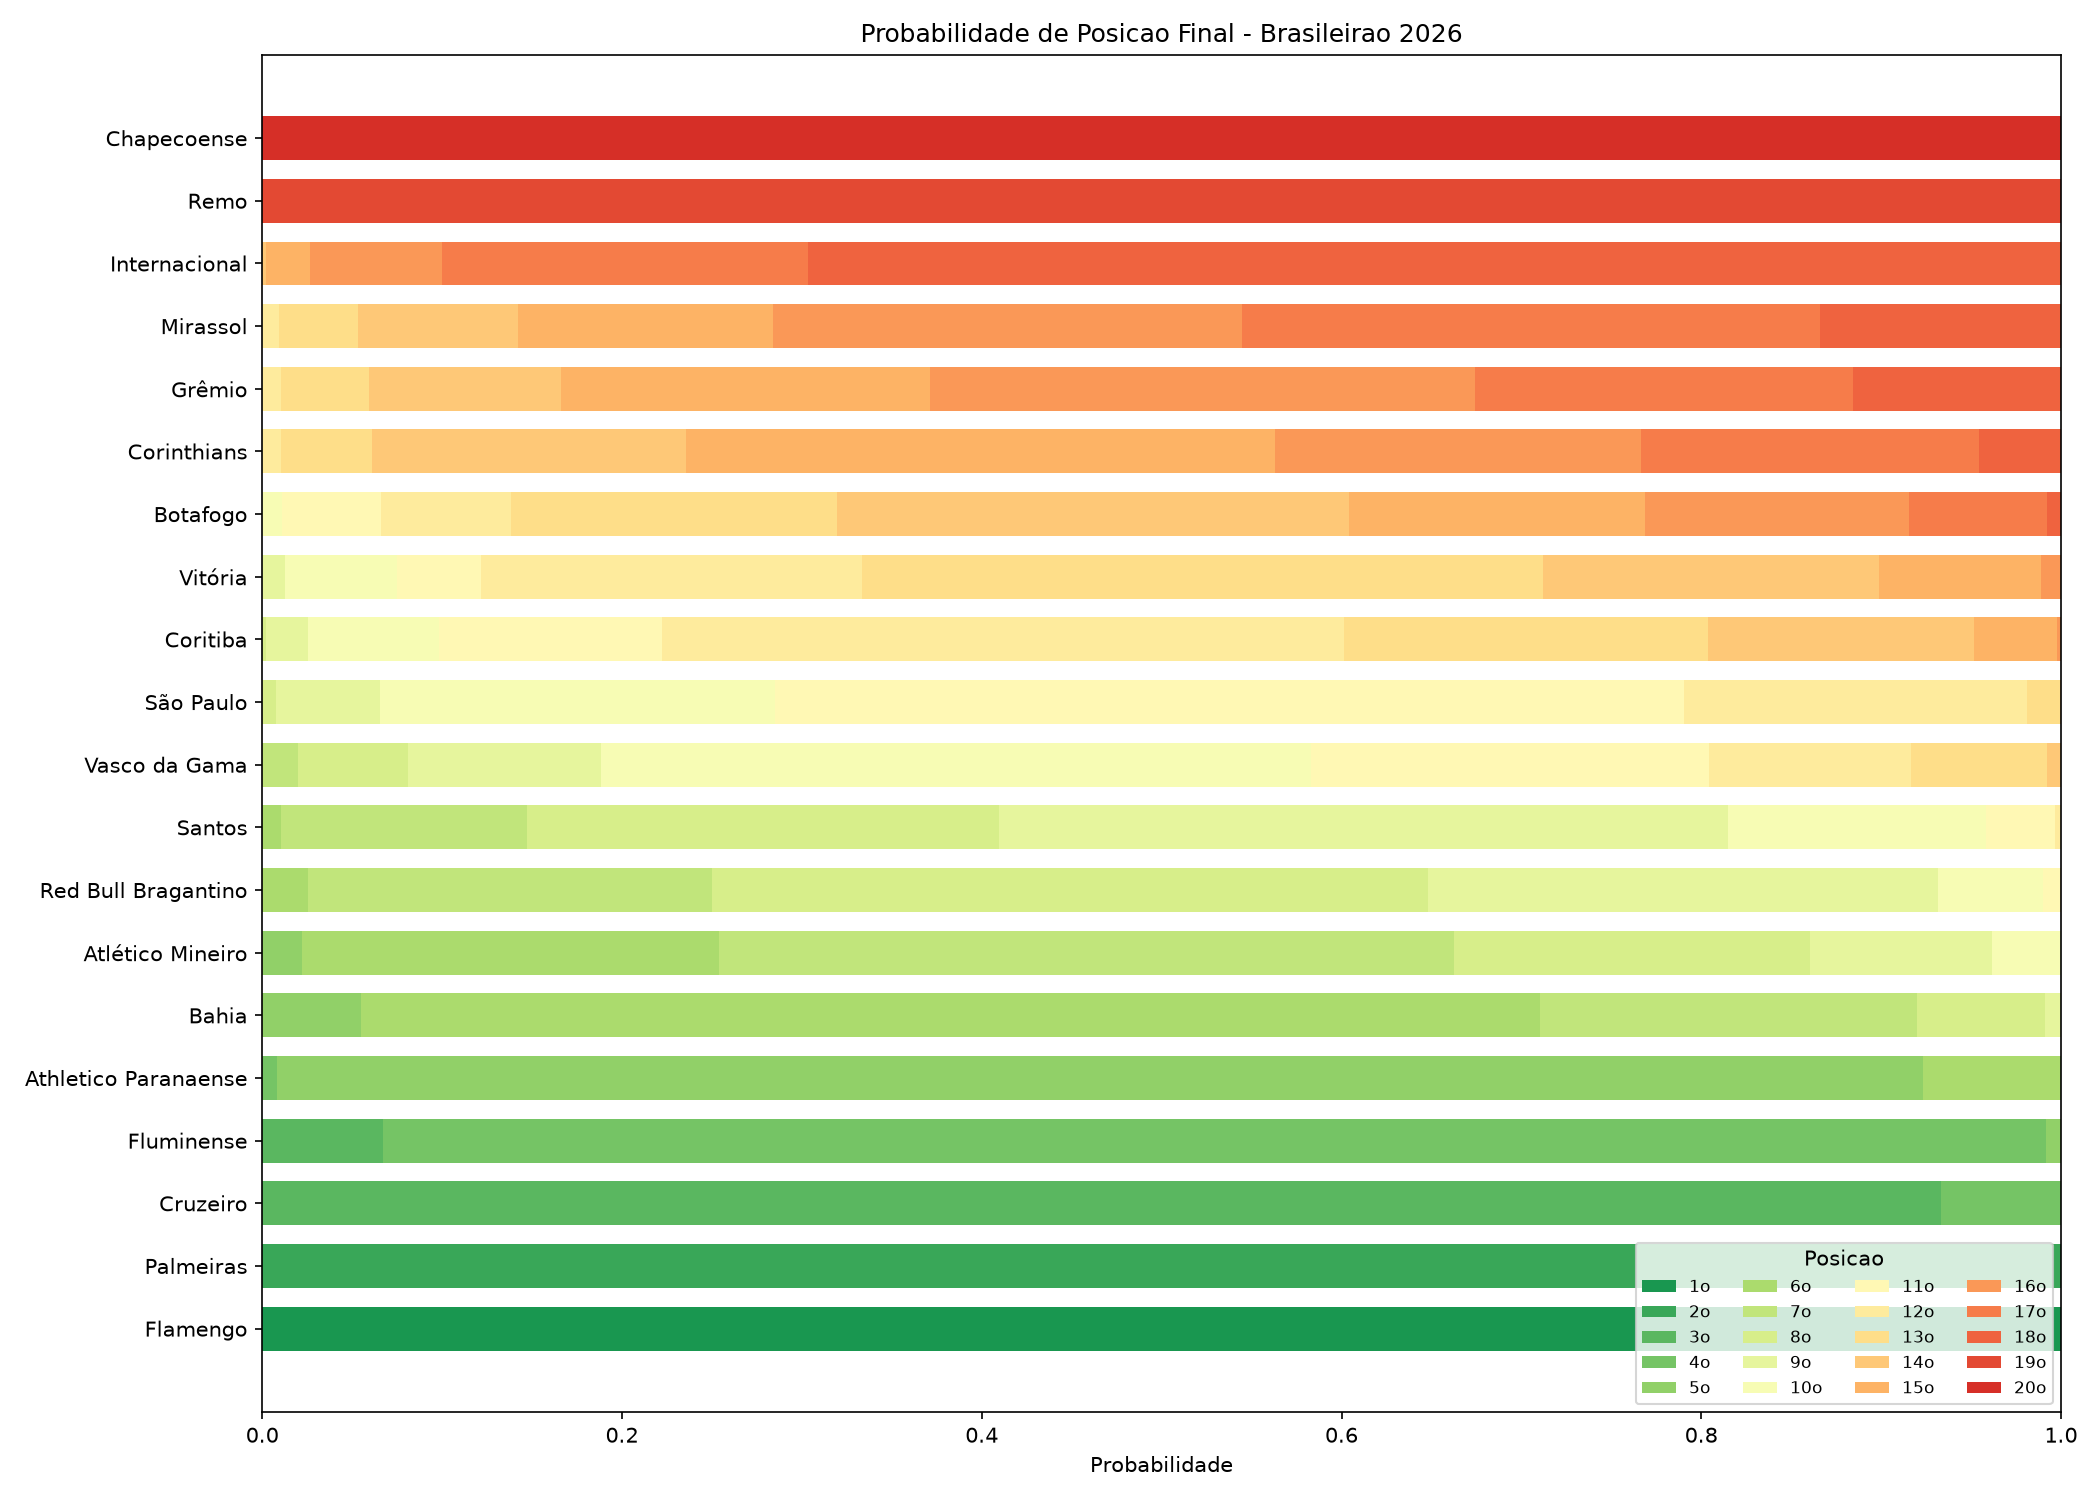 Probabilidade de Posicao Final - Brasileirao 2026
Chapecoense
Remo
Internacional
Mirassol
Grêmio
Corinthians
Botafogo
Vitória
Coritiba
São Paulo
Vasco da Gama
Santos
Red Bull Bragantino
Atlético Mineiro
Bahia
Athletico Paranaense
Fluminense
Cruzeiro
Palmeiras
Flamengo
Posicao
1o 6o 11o 16o
2o 7o 12o 17o
3o 8o 13o 18o
4o 9o 14o 19o
5o 10o 15o 20o
0.0 0.2 0.4 0.6 0.8 1.0
Probabilidade